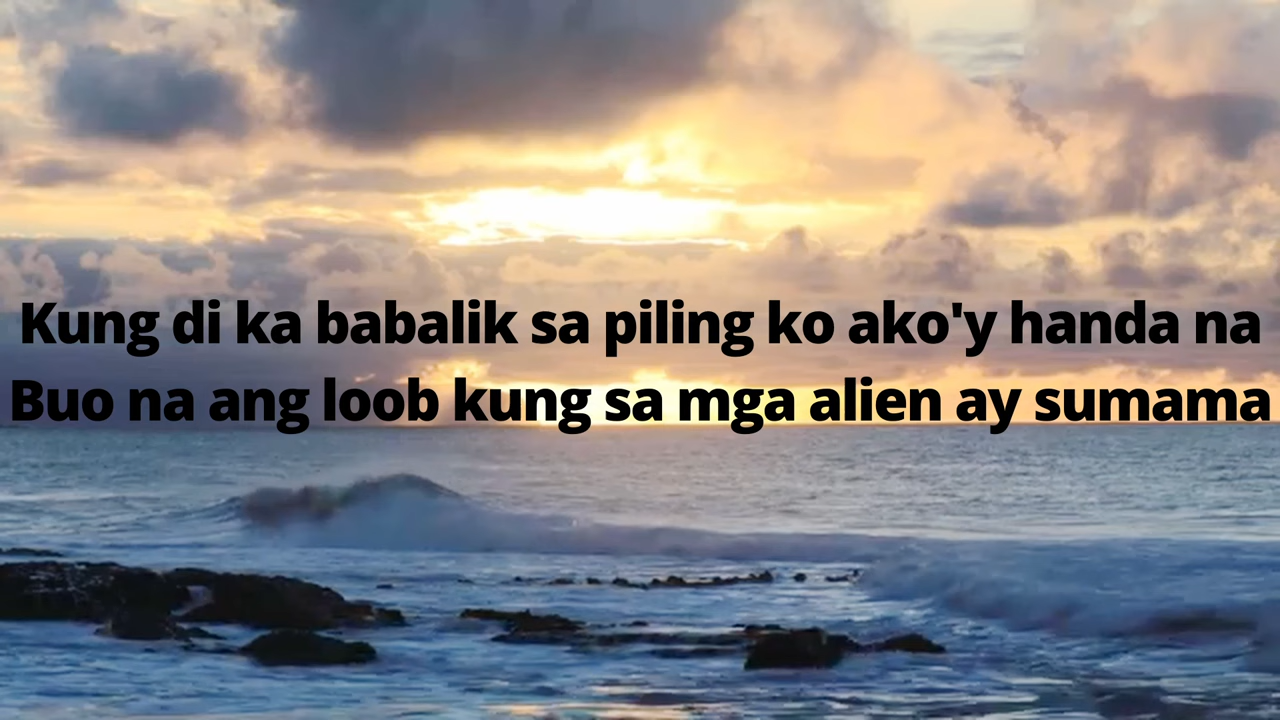 Kung di ka babalik sa piling ko ako'y handa na
Buo na ang loob kung sa mga alien ay sumama